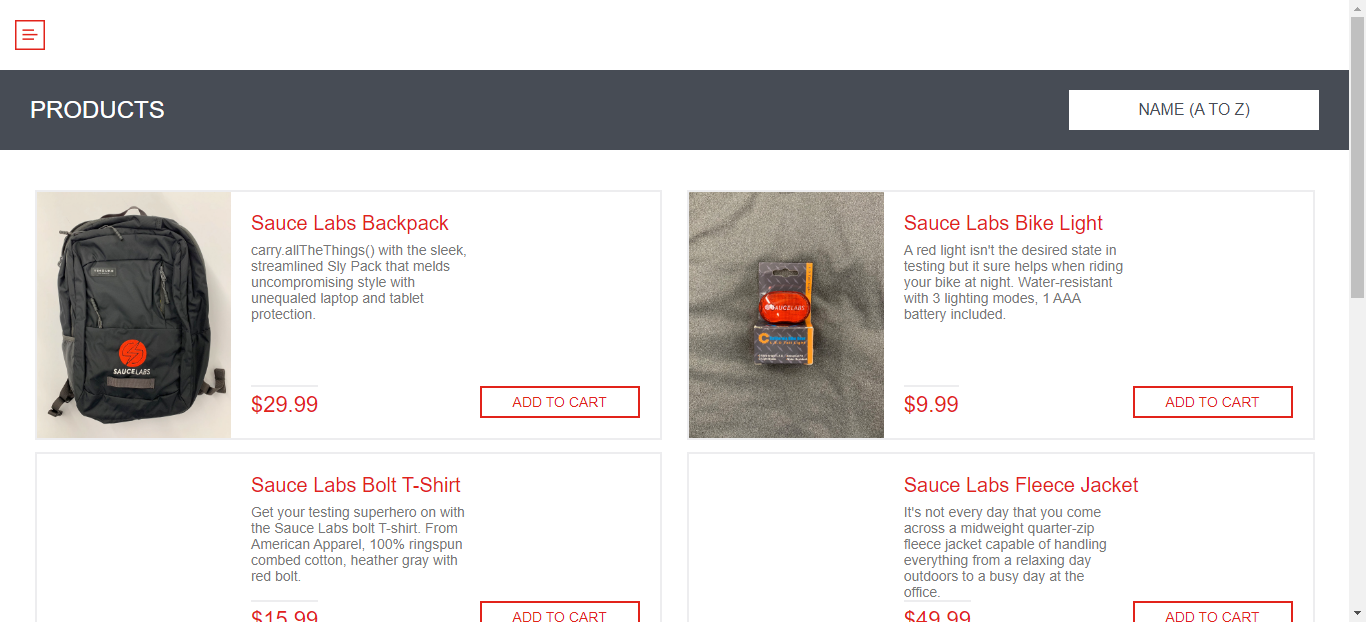 PRODUCTS
NAME (A TO Z)
Sauce Labs Backpack
carry.allTheThings() with the sleek,
streamlined Sly Pack that melds
uncompromising style with
unequaled laptop and tablet
protection.
$29.99
ADD TO CART
SAUCELABS
Sauce Labs Bike Light
A red light isn't the desired state in
testing but it sure helps when riding
your bike at night. Water-resistant
with 3 lighting modes, 1 AAA
battery included.
$9.99
ADD TO CART
SAUCELABS
Sauce Labs Bolt T-Shirt
Get your testing superhero on with
the Sauce Labs bolt T-shirt. From
American Apparel, 100% ringspun
combed cotton, heather gray with
red bolt.
$15.99
ADD TO CART
Sauce Labs Fleece Jacket
It's not every day that you come
across a midweight quarter-zip
fleece jacket capable of handling
everything from a relaxing day
outdoors to a busy day at the
office.
$49.99
ADD TO CART